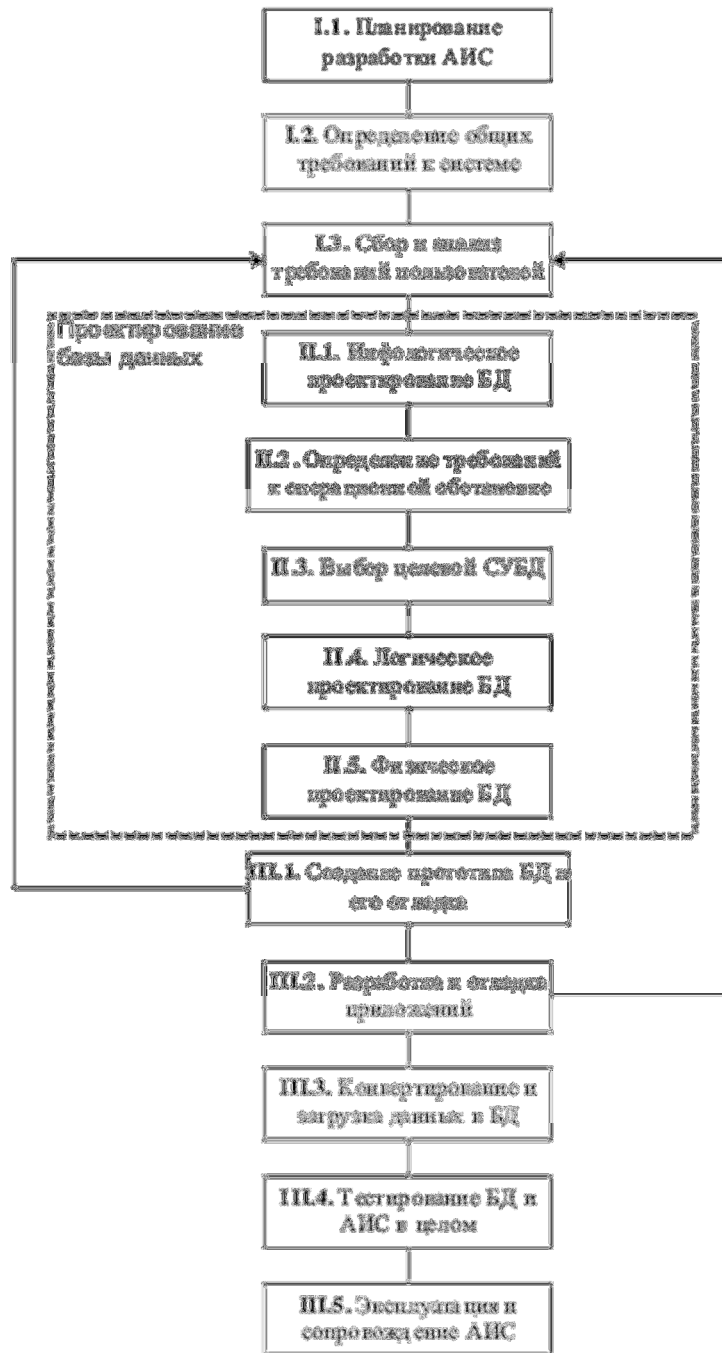 I.1. Планирование
разработки АИС
I.2. Определение общих
требований к системе
I.3. Сбор и анализ
требований пользователей
Проектирование
базы данных
II.1. Инфологическое
проектирование БД
II.2. Определение требований
к операционной обстановке
II.3. Выбор целевой СУБД
II.4. Логическое
проектирование БД
II.5. Физическое
проектирование БД
III.1. Создание прототипа БД и
его отладка
III.2. Разработка и отладка
приложений
III.3. Конвертирование и
загрузка данных в БД
III.4. Тестирование БД и
АИС в целом
III.5. Эксплуатация и
сопровождение АИС